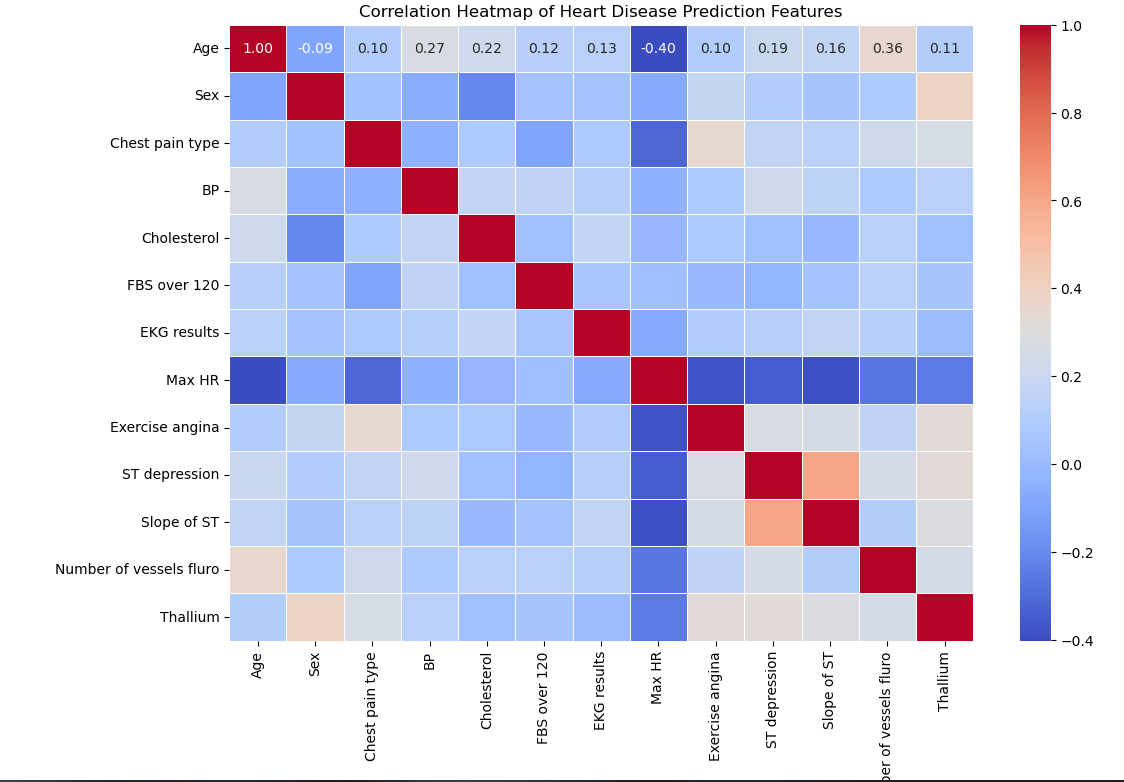 Correlation Heatmap of Heart Disease Prediction Features
Age
1.00 -0.09 0.10 0.27 0.22 0.12 0.13 -0.40 0.10 0.19 0.16 0.36 0.11
Sex
Chest pain type
BP
Cholesterol
FBS over 120
EKG results
Max HR
Exercise angina
ST depression
Slope of ST
Number of vessels fluro
Thallium
Age
Sex
Chest pain type
BP
Cholesterol
FBS over 120
EKG results
Max HR
Exercise angina
ST depression
Slope of ST
ber of vessels fluro
Thallium
1.0
0.8
0.6
0.4
0.2
0.0
−0.2
−0.4